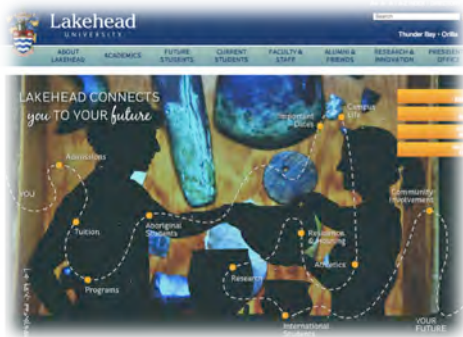 Lakehead
UNIVERSITY
Search
Thunder Bay • Orillia
ABOUT LAKEHEAD
ACADEMICS
FUTURE STUDENTS
CURRENT STUDENTS
FACULTY & STAFF
ALUMNI & FRIENDS
RESEARCH & INNOVATION
PRESIDENT
OFFICE
LAKEHEAD CONNECTS
you TO YOUR future
Important
Dates
Campus
Life
Admissions
YOU
Community
Involvement
Tuition
Aboriginal
Students
Residence
& Housing
Research
Athletics
Programs
International
Students
YOUR
FUTURE